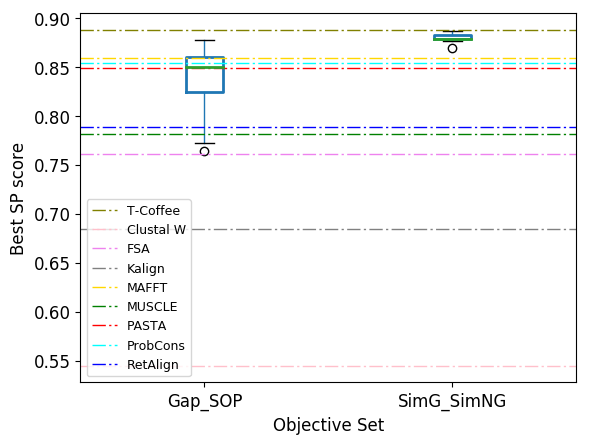 0.90
0.85
0.80
0.75
0.70
0.65
0.60
0.55
Best SP score
T-Coffee
Clustal W
FSA
Kalign
MAFFT
MUSCLE
PASTA
ProbCons
RetAlign
Gap_SOP
SimG_SimNG
Objective Set